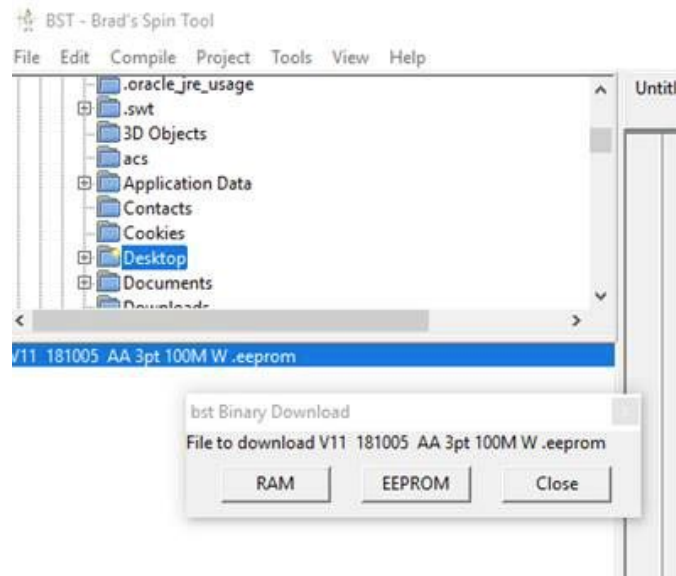 BST - Brad's Spin Tool
File Edit Compile Project Tools View Help
.oracle_jre_usage
.swt
3D Objects
acs
Application Data
Contacts
Cookies
Desktop
Documents
Downloads
V11 181005 AA 3pt 100M W .eeprom
bst Binary Download
File to download V11 181005 AA 3pt 100M W .eeprom
RAM EEPROM Close